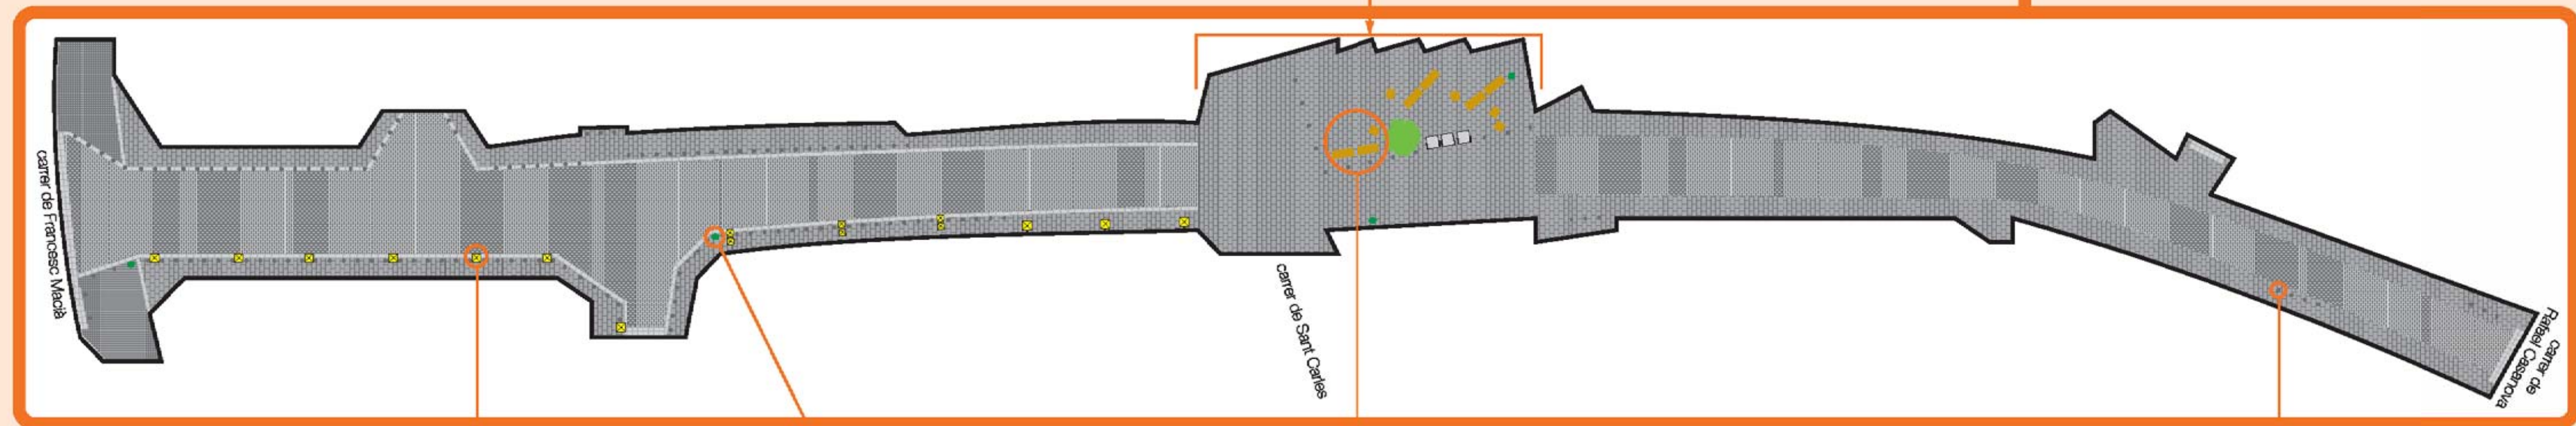 carrer de Francesc Macià
carrer de Sant Carles
carrer de
Rafael Casanova